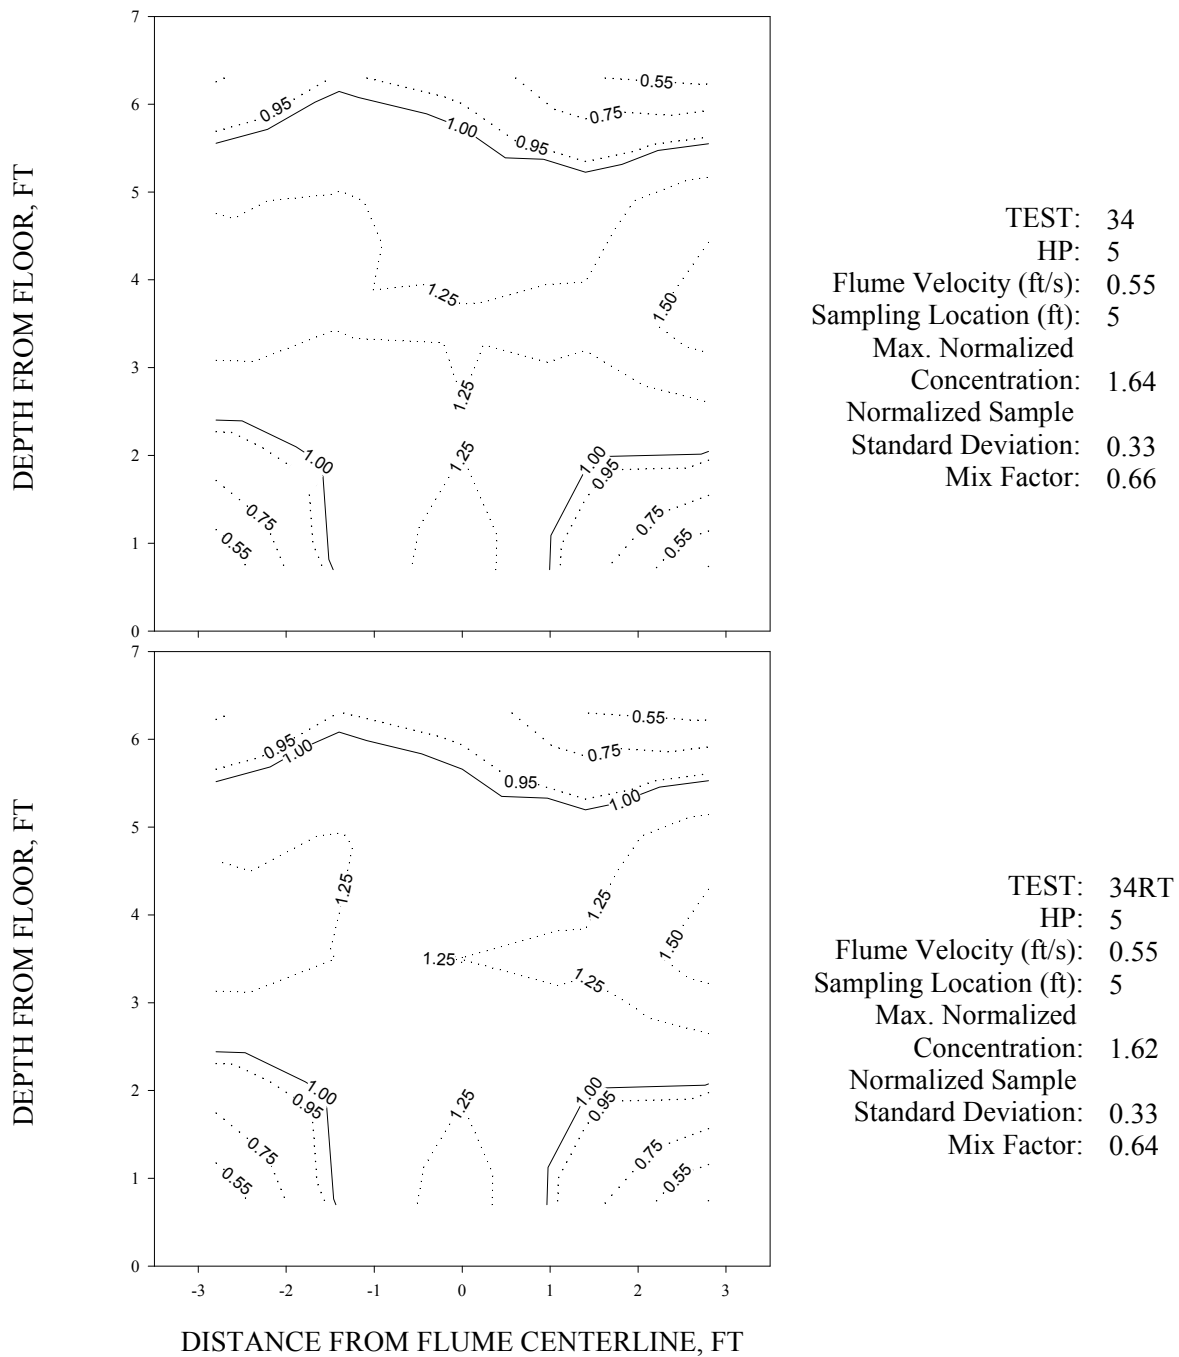 7
6
5
4
3
2
1
0
DEPTH FROM FLOOR, FT
0.55
0.95
0.75
1.00
0.95
1.25
1.50
1.25
1.25
1.00
1.00
0.95
0.75
0.55
0.75
0.55
TEST: 34
HP: 5
Flume Velocity (ft/s): 0.55
Sampling Location (ft): 5
Max. Normalized
Concentration: 1.64
Normalized Sample
Standard Deviation: 0.33
Mix Factor: 0.66
7
6
5
4
3
2
1
0
DEPTH FROM FLOOR, FT
0.55
0.95
1.00
0.75
0.95
1.00
1.25
1.25
1.50
1.25
1.25
1.00
0.95
1.25
1.00
0.95
0.75
0.55
0.75
0.55
-3 -2 -1 0 1 2 3
DISTANCE FROM FLUME CENTERLINE, FT
TEST: 34RT
HP: 5
Flume Velocity (ft/s): 0.55
Sampling Location (ft): 5
Max. Normalized
Concentration: 1.62
Normalized Sample
Standard Deviation: 0.33
Mix Factor: 0.64